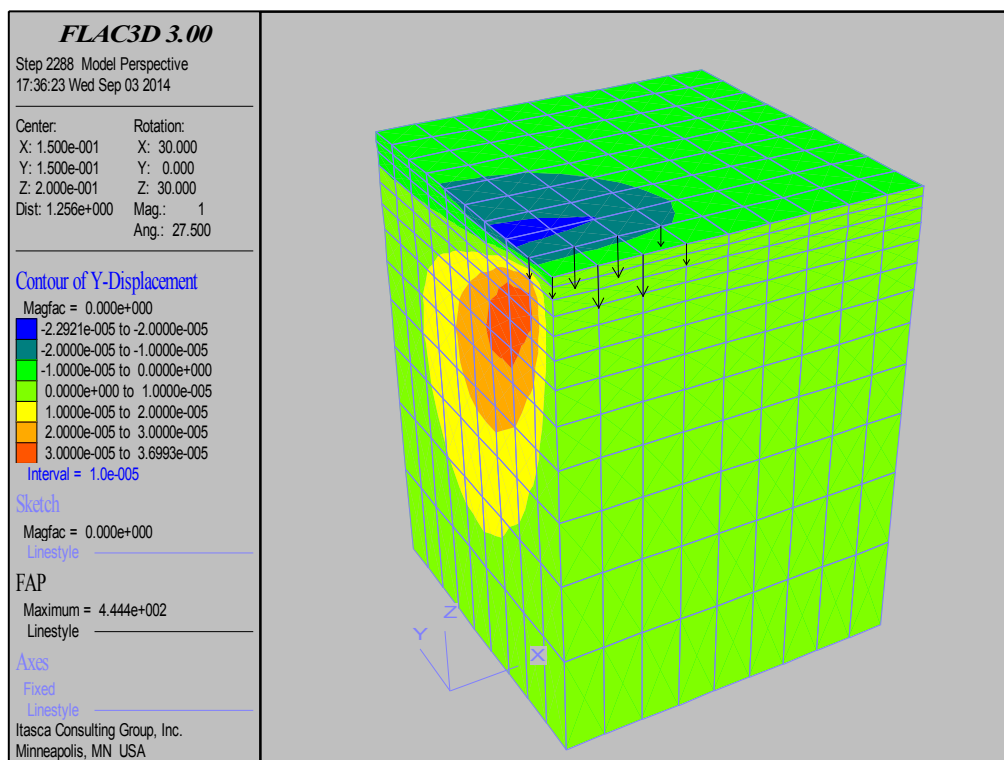 FLAC3D 3.00
Step 2288 Model Perspective
17:36:23 Wed Sep 03 2014
Center: Rotation:
X: 1.500e-001 X: 30.000
Y: 1.500e-001 Y: 0.000
Z: 2.000e-001 Z: 30.000
Dist: 1.256e+000 Mag.: 1
Ang.: 27.500
Contour of Y-Displacement
Magfac = 0.000e+000
-2.2921e-005 to -2.0000e-005
-2.0000e-005 to -1.0000e-005
-1.0000e-005 to 0.0000e+000
0.0000e+000 to 1.0000e-005
1.0000e-005 to 2.0000e-005
2.0000e-005 to 3.0000e-005
3.0000e-005 to 3.6993e-005
Interval = 1.0e-005
Sketch
Magfac = 0.000e+000
Linestyle
FAP
Maximum = 4.444e+002
Linestyle
Axes
Fixed
Linestyle
Itasca Consulting Group, Inc.
Minneapolis, MN USA
Z
Y
X